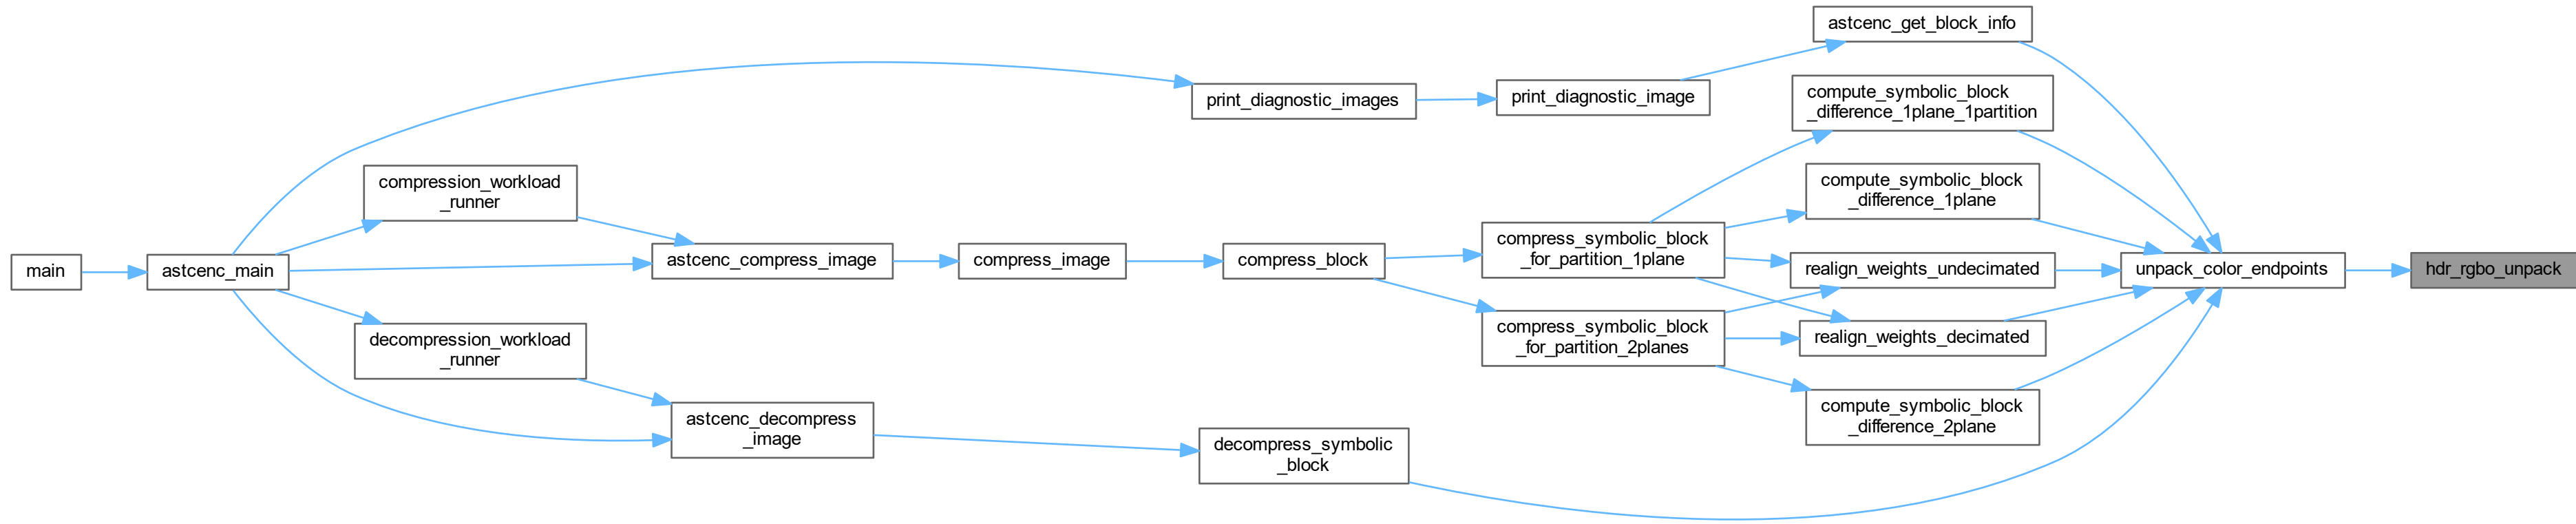 main
astcenc_main
compression_workload
_runner
decompression_workload
_runner
astcenc_compress_image
astcenc_decompress
_image
compress_image
print_diagnostic_images
compress_block
decompress_symbolic
_block
print_diagnostic_image
compress_symbolic_block
_for_partition_1plane
compress_symbolic_block
_for_partition_2planes
astcenc_get_block_info
compute_symbolic_block
_difference_1plane_1partition
compute_symbolic_block
_difference_1plane
realign_weights_undecimated
realign_weights_decimated
compute_symbolic_block
_difference_2plane
unpack_color_endpoints
hdr_rgbo_unpack